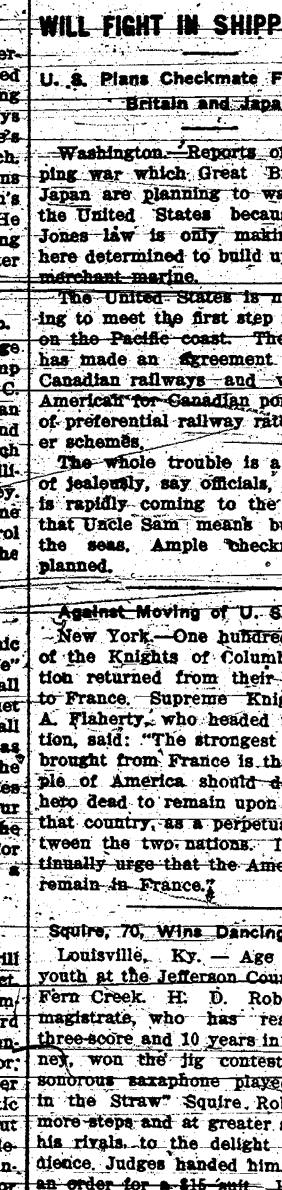 WILL FIGHT IN SHIPP
U. S. Plans Checkmate F
Britain and Japa
Washington.—Reports o
ping war which Great B
Japan are planning to wa
the United States becau
Jones law is only maki
here determined to build u
merchant marine.
The United States is
ing to meet the first step
on the Pacific coast. The
has made an agreement
Canadian railways and
American for Canadian po
of preferential railway rat
er schemes.
The whole trouble is a
of jealously, say officials,
is rapidly coming to the
that Uncle Sam means bu
the seas. Ample check
planned.
Against Moving of U. S.
New York.—One hundred
of the Knights of Columb
tion returned from their
to France. Supreme Knig
A. Flaherty, who headed
tion, said: "The strongest
brought from France is th
ple of America should d
hero dead to remain upon
that country, as a perpetua
tween the two nations. I
tinually urge that the Ame
remain in France."
Squire, 70, Wins Dancing
Louisville, Ky. — Age
youth at the Jefferson Coun
Fern Creek. H. D. Rob
magistrate, who has rea
three-score and 10 years in
ney, won the jig contest
sonorous saxaphone playe
in the Straw" Squire Ro
more steps and at greater s
his rivals to the delight
dience. Judges handed him
an order for a $15 suit.